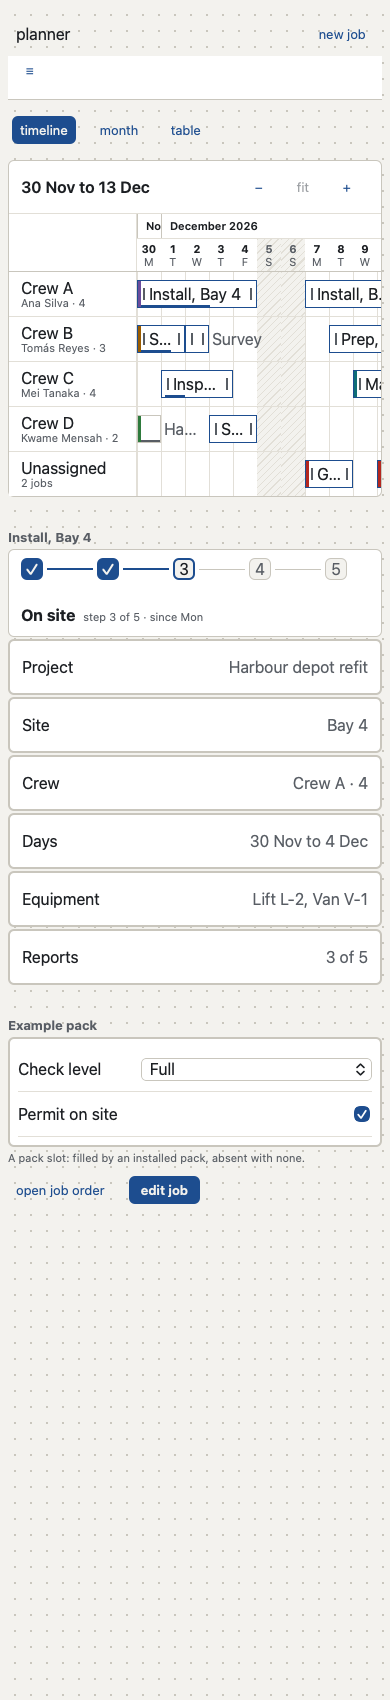 planner new job
≡
timeline month table
30 Nov to 13 Dec − fit +
No December 2026
30 1 2 3 4 5 6 7 8 9
M T W T F S S M T W
Crew A Install, Bay 4 Install, B.
Ana Silva · 4
Crew B S... Survey Prep,
Tomás Reyes · 3
Crew C Insp... Ma
Mei Tanaka · 4
Crew D Ha... S...
Kwame Mensah · 2
Unassigned G...
2 jobs
Install, Bay 4
3 4 5
On site step 3 of 5 · since Mon
Project Harbour depot refit
Site Bay 4
Crew Crew A · 4
Days 30 Nov to 4 Dec
Equipment Lift L-2, Van V-1
Reports 3 of 5
Example pack
Check level Full
Permit on site
A pack slot: filled by an installed pack, absent with none.
open job order edit job